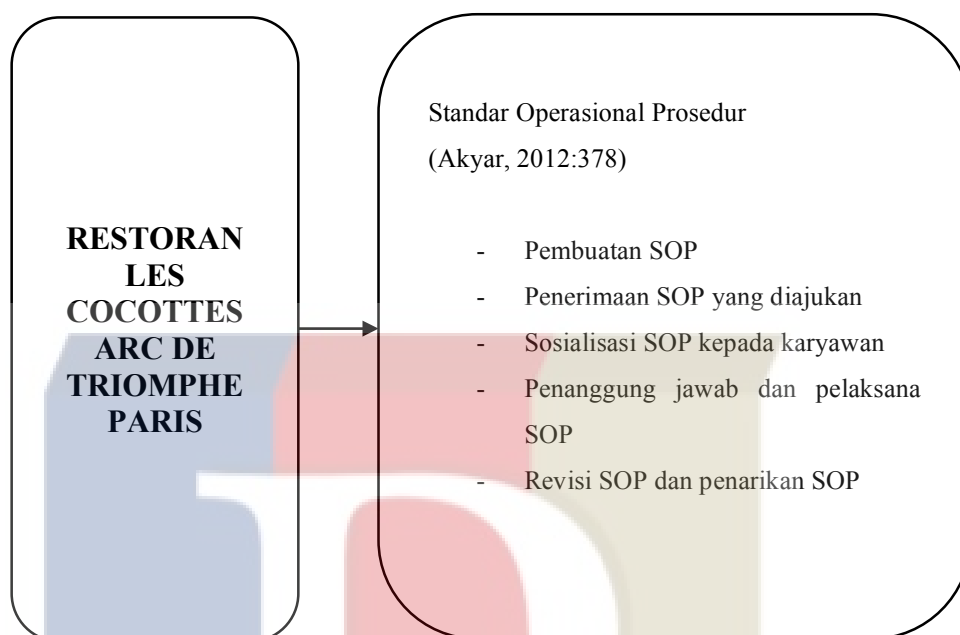 RESTORAN
LES
COCOTTES
ARC DE
TRIOMPHE
PARIS
Standar Operasional Prosedur
(Akyar, 2012:378)
- Pembuatan SOP
- Penerimaan SOP yang diajukan
- Sosialisasi SOP kepada karyawan
- Penanggung jawab dan pelaksana
SOP
- Revisi SOP dan penarikan SOP